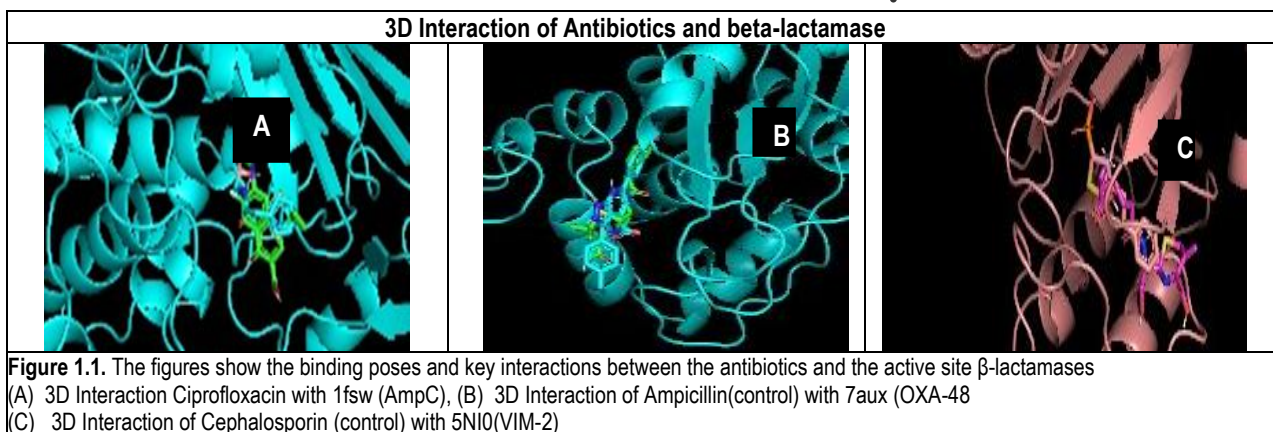 3D Interaction of Antibiotics and beta-lactamase
A
B
C
Figure 1.1. The figures show the binding poses and key interactions between the antibiotics and the active site β-lactamases
(A) 3D Interaction Ciprofloxacin with 1fsw (AmpC), (B) 3D Interaction of Ampicillin(control) with 7aux (OXA-48
(C) 3D Interaction of Cephalosporin (control) with 5NI0(VIM-2)